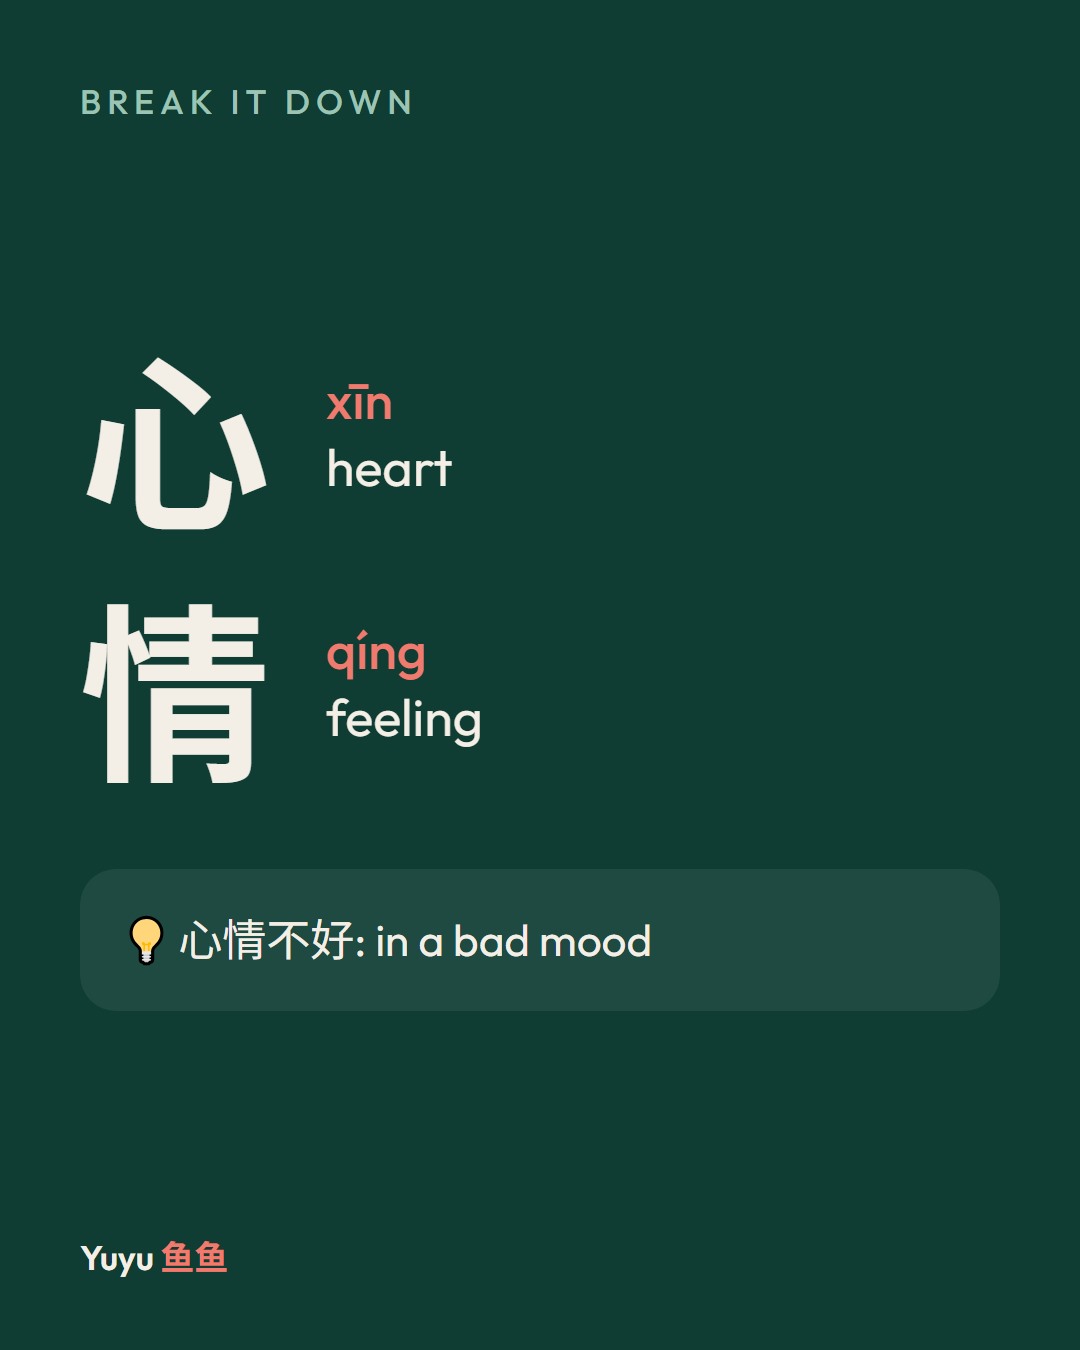 BREAK IT DOWN
心
xīn
heart
情
qíng
feeling
💡 心情不好: in a bad mood
Yuyu 鱼鱼